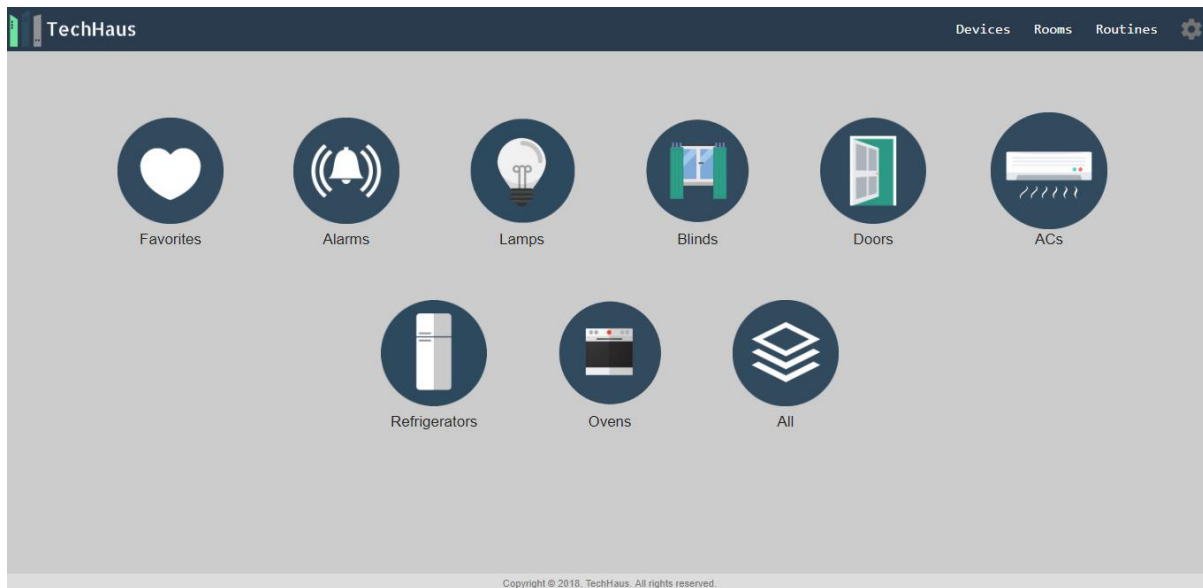 TechHaus
Devices Rooms Routines
Favorites Alarms Lamps Blinds Doors ACs
Refrigerators Ovens All
Copyright © 2018, TechHaus. All rights reserved.